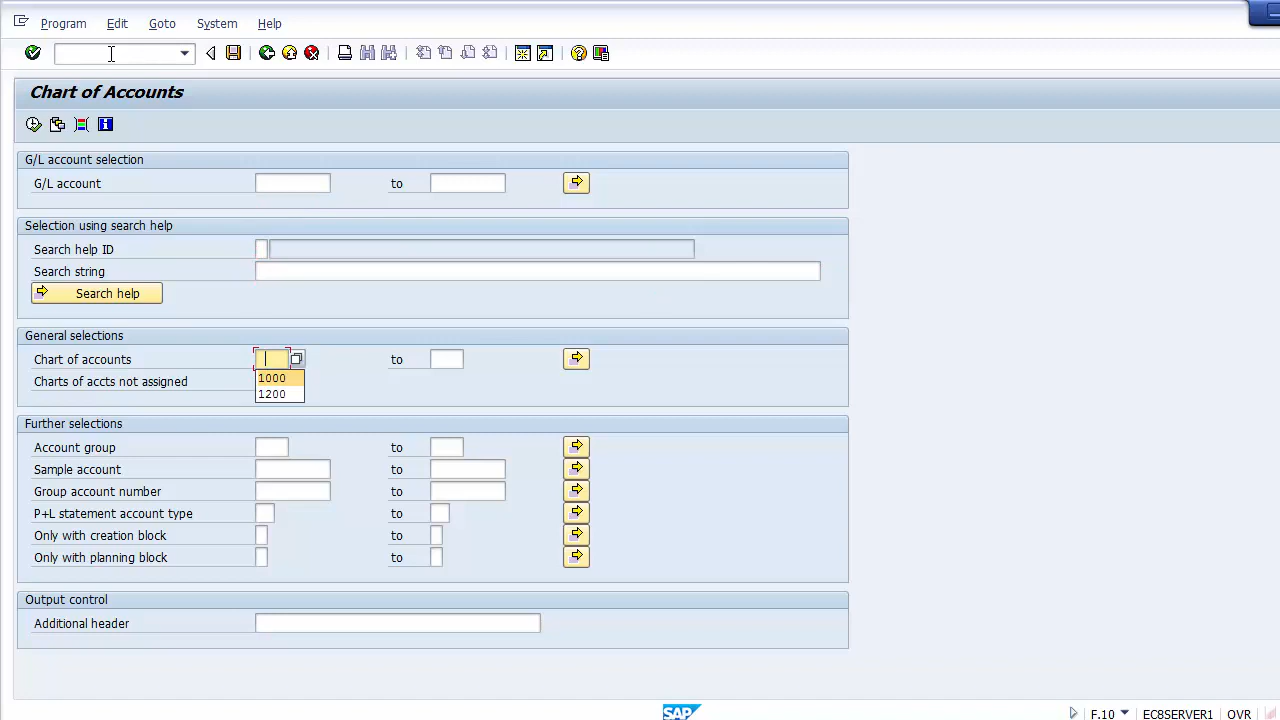 Program Edit Goto System Help
Chart of Accounts
G/L account selection
G/L account to
Selection using search help
Search help ID
Search string
Search help
General selections
Chart of accounts to
1000
Charts of accts not assigned
1200
Further selections
Account group to
Sample account to
Group account number to
P+L statement account type to
Only with creation block to
Only with planning block to
Output control
Additional header
SAP F.10 EC8SERVER1 OVR